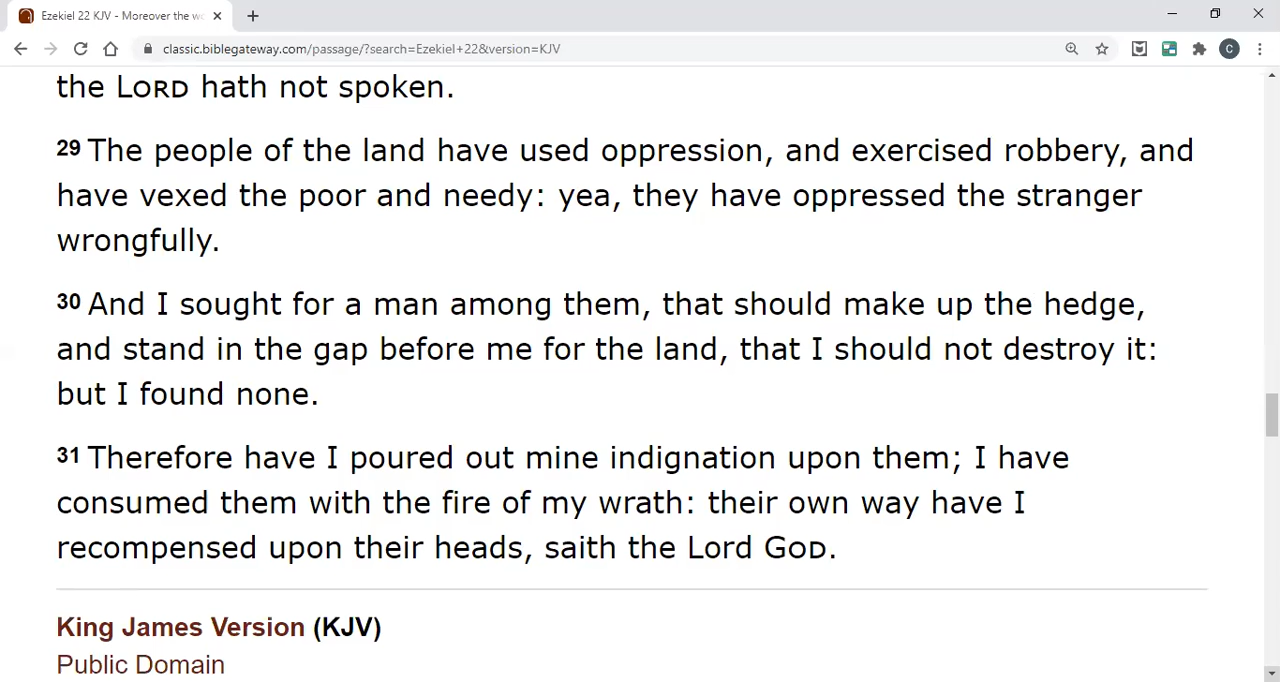 Ezekiel 22 KJV - Moreover the wo
classic.biblegateway.com/passage/?search=Ezekiel+22&version=KJV
C
the LORD hath not spoken.
29 The people of the land have used oppression, and exercised robbery, and
have vexed the poor and needy: yea, they have oppressed the stranger
wrongfully.
30 And I sought for a man among them, that should make up the hedge,
and stand in the gap before me for the land, that I should not destroy it:
but I found none.
31 Therefore have I poured out mine indignation upon them; I have
consumed them with the fire of my wrath: their own way have I
recompensed upon their heads, saith the Lord GOD.
King James Version (KJV)
Public Domain